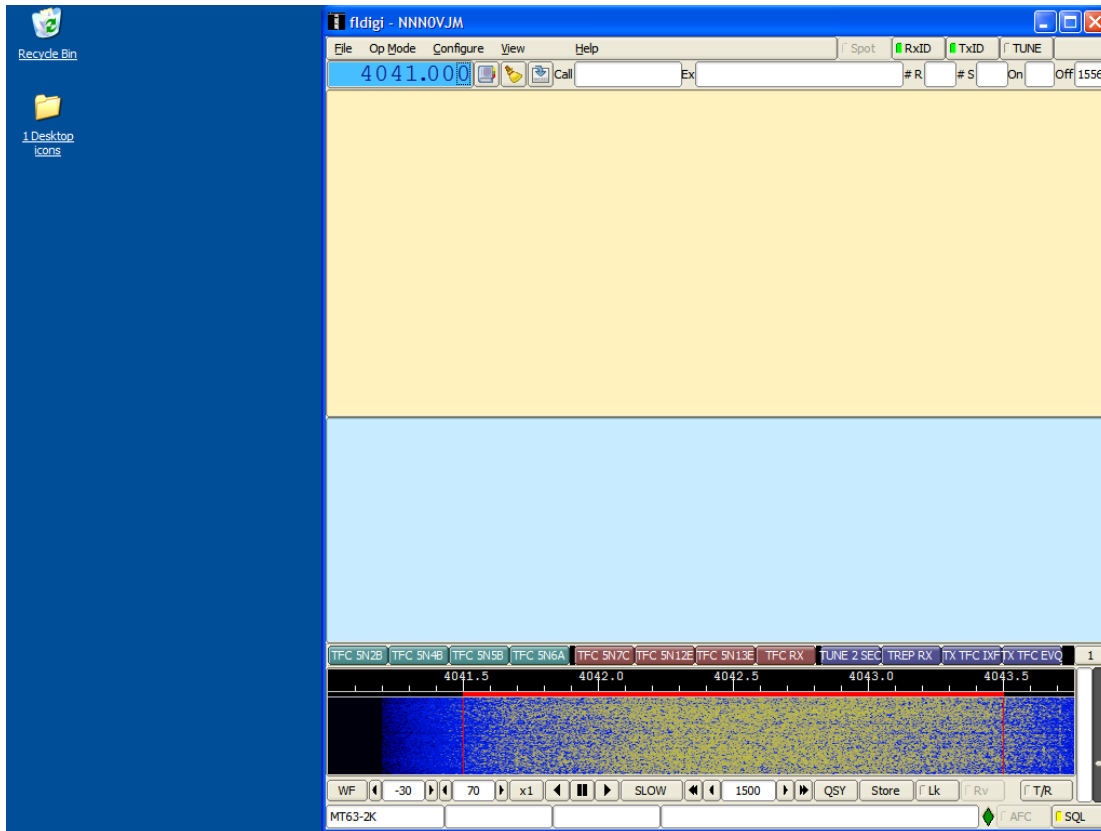 Recycle Bin
1 Desktop
icons
fldigi - NNN0VJM
File Op Mode Configure View Help Spot RxID TxID TUNE
4041.000 Call Ex # R # S On Off 1556
TFC 5N2B TFC 5N4B TFC 5N5B TFC 5N6A TFC 5N7C TFC 5N12E TFC 5N13E TFC RX TUNE 2 SEC TREP RX TX TFC IXF TX TFC EVQ 1
4041.5 4042.0 4042.5 4043.0 4043.5
WF -30 70 x1 SLOW 1500 QSY Store Lk Rv T/R
MT63-2K AFC SQL